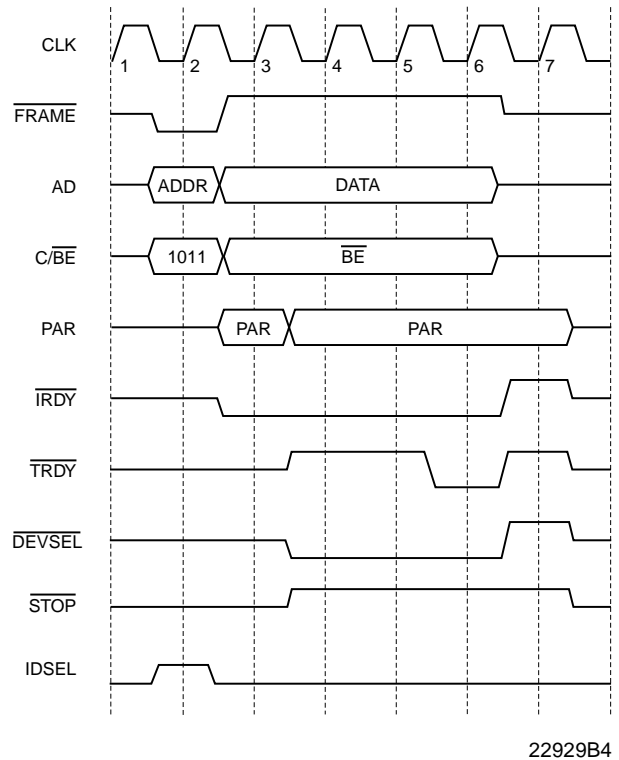 CLK
1 2 3 4 5 6 7
FRAME
AD
ADDR DATA
C/BE
1011 BE
PAR
PAR PAR
IRDY
TRDY
DEVSEL
STOP
IDSEL
22929B4